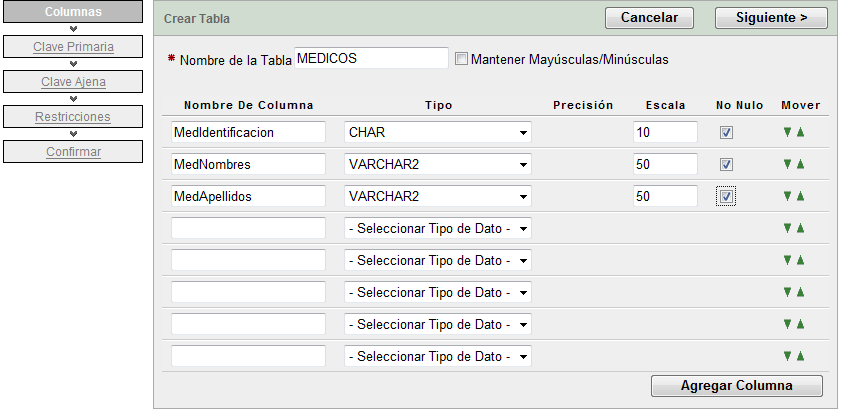 Columnas
Clave Primaria
Clave Ajena
Restricciones
Confirmar
Crear Tabla
Cancelar
Siguiente >
* Nombre de la Tabla MEDICOS Mantener Mayúsculas/Minúsculas
Nombre De Columna Tipo Precisión Escala No Nulo Mover
MedIdentificacion CHAR 10
MedNombres VARCHAR2 50
MedApellidos VARCHAR2 50
- Seleccionar Tipo de Dato -
- Seleccionar Tipo de Dato -
- Seleccionar Tipo de Dato -
- Seleccionar Tipo de Dato -
- Seleccionar Tipo de Dato -
Agregar Columna